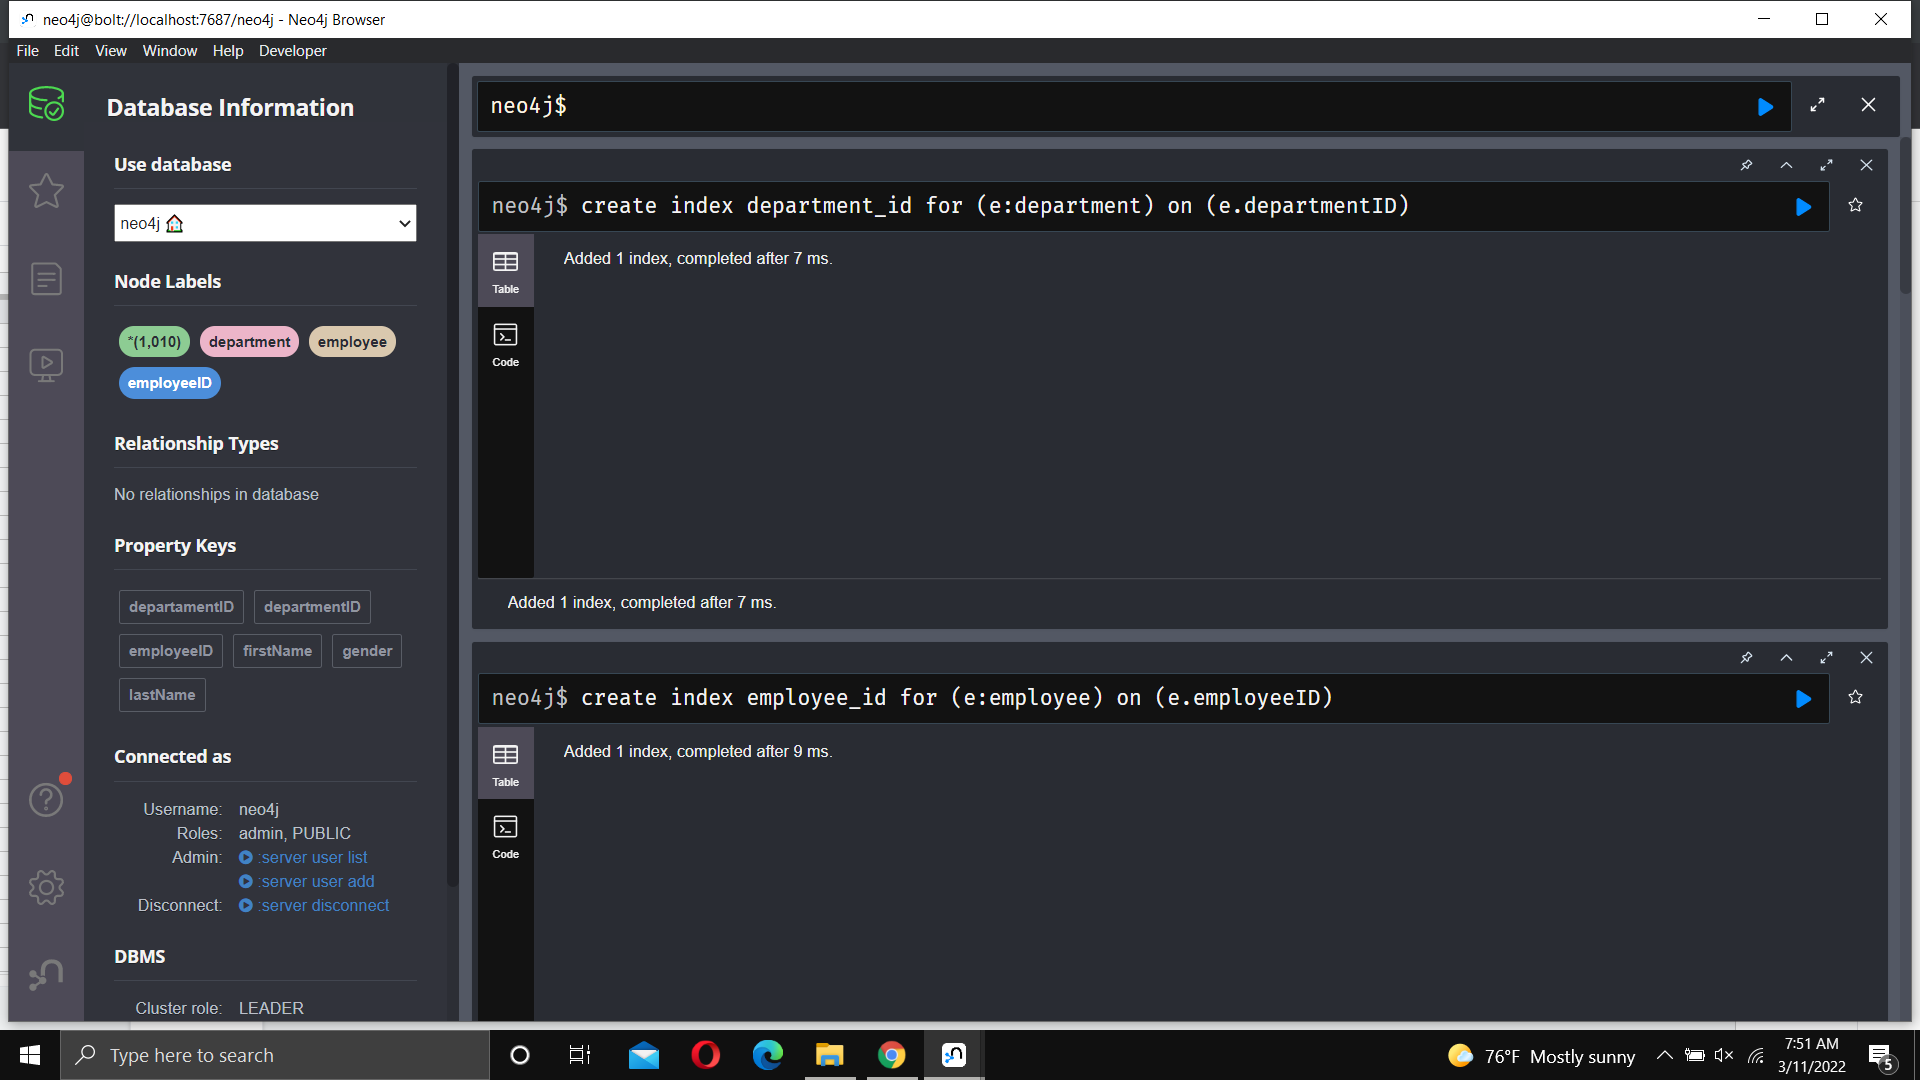 neo4j@bolt://localhost:7687/neo4j - Neo4j Browser
File Edit View Window Help Developer
Database Information
Use database
neo4j
Node Labels
*(1,010) department employee
employeeID
Relationship Types
No relationships in database
Property Keys
departamentID departmentID
employeeID firstName gender
lastName
Connected as
Username: neo4j
Roles: admin, PUBLIC
Admin: :server user list
:server user add
Disconnect: :server disconnect
DBMS
Cluster role: LEADER
neo4j$
neo4j$ create index department_id for (e:department) on (e.departmentID)
Table
Added 1 index, completed after 7 ms.
Code
Added 1 index, completed after 7 ms.
neo4j$ create index employee_id for (e:employee) on (e.employeeID)
Table
Added 1 index, completed after 9 ms.
Code
Type here to search
76°F Mostly sunny
7:51 AM
3/11/2022
5